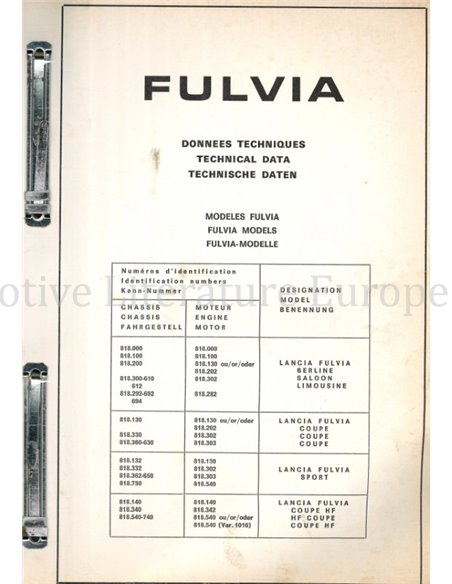 FULVIA
DONNEES TECHNIQUES
TECHNICAL DATA
TECHNISCHE DATEN
MODELES FULVIA
FULVIA MODELS
FULVIA-MODELLE
Numéros d'identification
Identification numbers
Kenn-Nummer
DESIGNATION
MODEL
BENENNUNG
CHASSIS MOTEUR
CHASSIS ENGINE
FAHRGESTELL MOTOR
818.000 818.000
818.100 818.100
818.200 818.130 ou/or/oder LANCIA FULVIA
818.202 BERLINE
818.300-610 818.302 SALOON
612 LIMOUSINE
818.292-692 818.282
694
818.130 818.130 ou/or/oder LANCIA FULVIA
818.202 COUPE
818.330 818.302 COUPE
818.360-630 818.303 COUPE
818.132 818.130
818.332 818.302 LANCIA FULVIA
818.362-650 818.303 SPORT
818.750 818.540
818.140 818.140 LANCIA FULVIA
818.340 818.342 COUPE HF
818.540-740 818.540 ou/or/oder HF COUPE
818.540 (Var. 1016) COUPE HF
otive Literature Europe